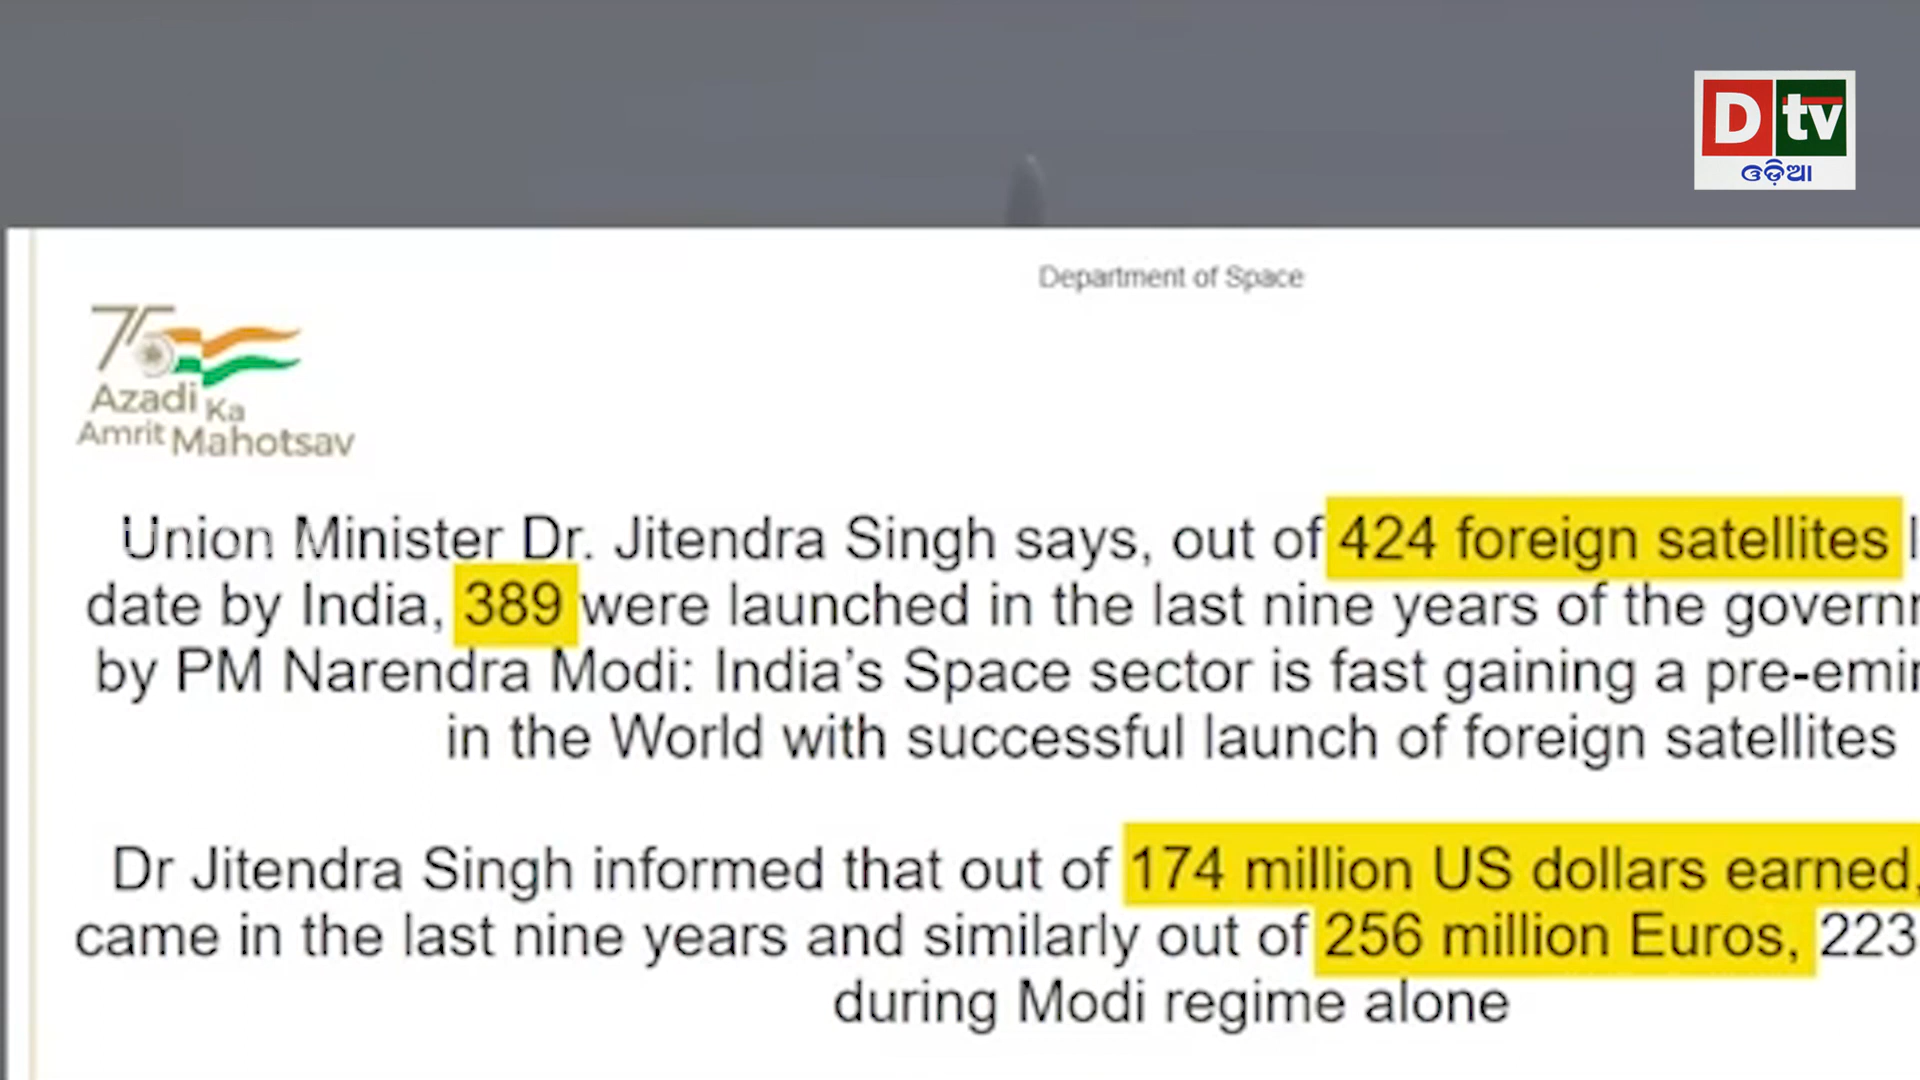 D tv
ଓଡ଼ିଆ
Department of Space
75
Azadi Ka
Amrit Mahotsav
Union Minister Dr. Jitendra Singh says, out of 424 foreign satellites
date by India, 389 were launched in the last nine years of the
by PM Narendra Modi: India’s Space sector is fast gaining a
in the World with successful launch of foreign satellites
Dr Jitendra Singh informed that out of 174 million US dollars earned,
came in the last nine years and similarly out of 256 million Euros, 223
during Modi regime alone